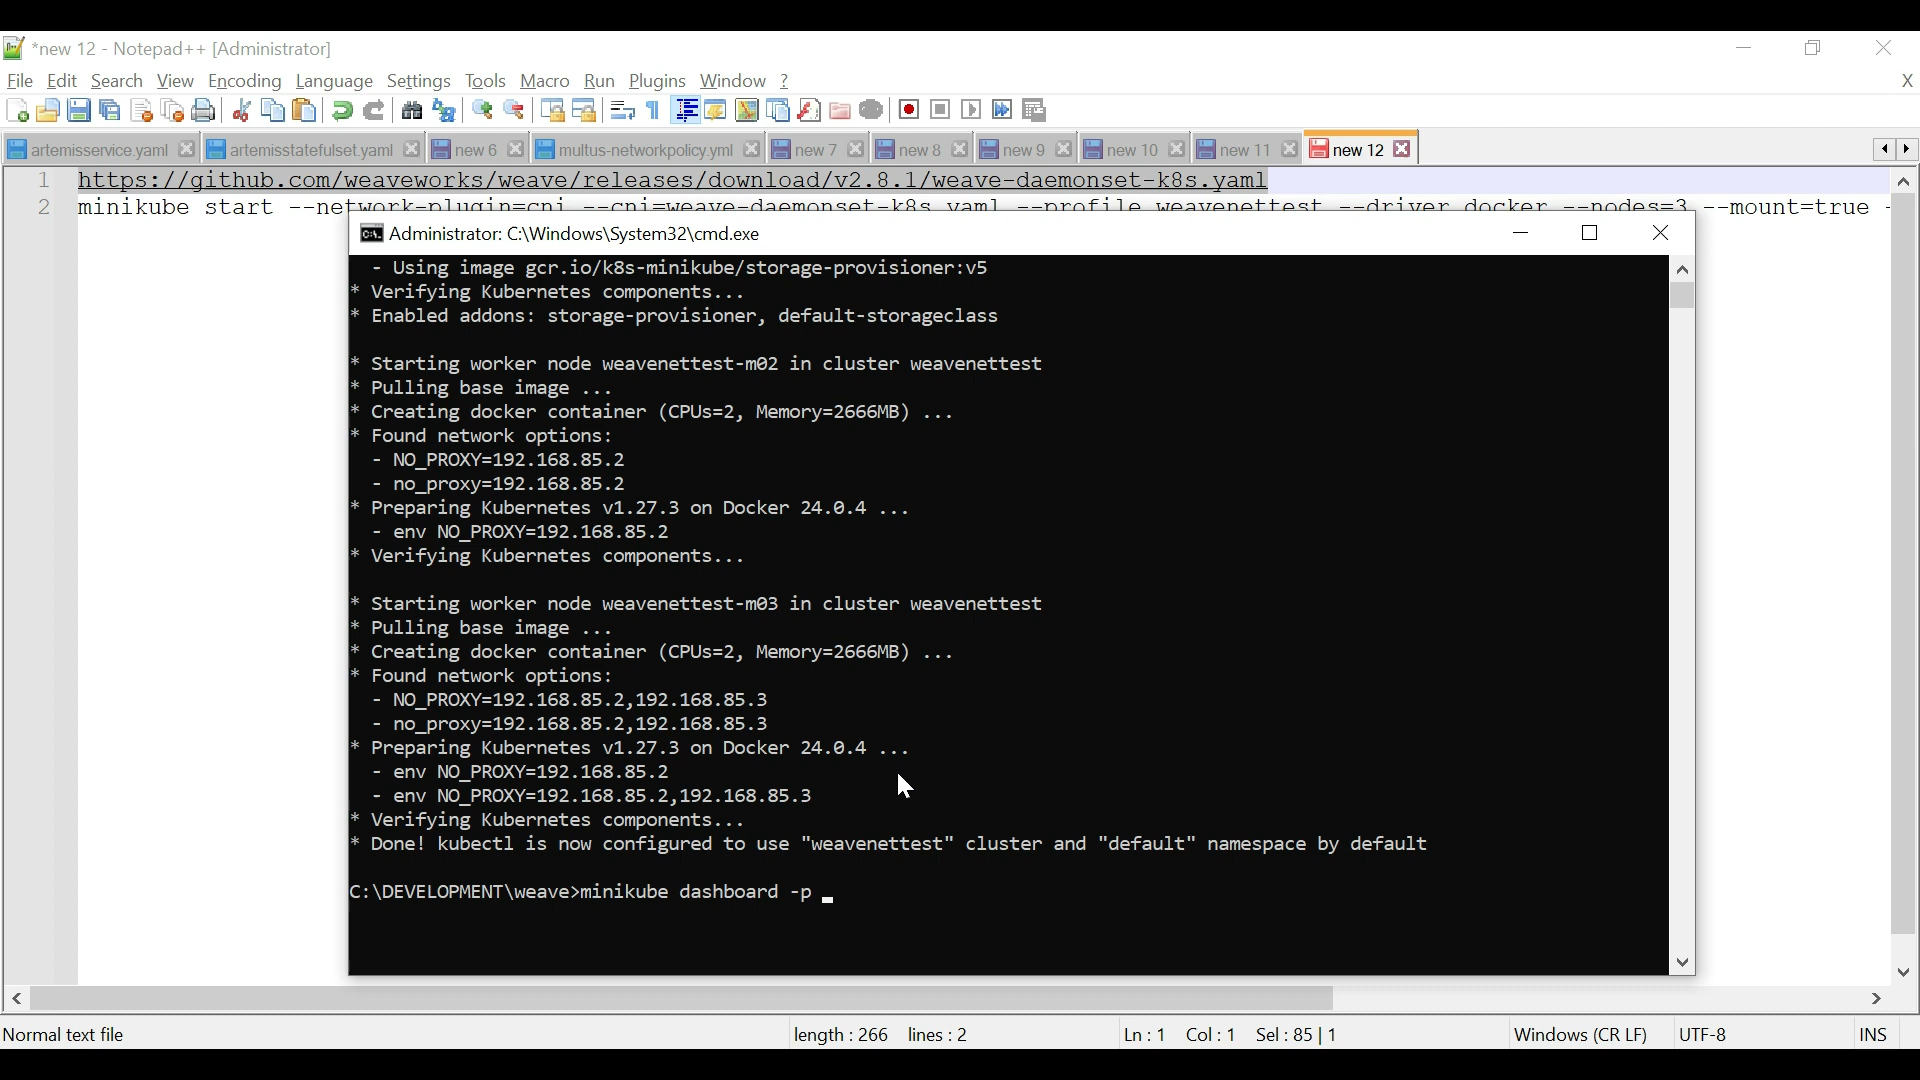 *new 12 - Notepad++ [Administrator]
File Edit Search View Encoding Language Settings Tools Macro Run Plugins Window ?
X
artemisservice.yaml artemisstatefulset.yaml new 6 multus-networkpolicy.yml new 7 new 8 new 9 new 10 new 11 new 12
1 https://github.com/weaveworks/weave/releases/download/v2.8.1/weave-daemonset-k8s.yaml
2 minikube start --network-plugin=cni --cni=weave-daemonset-k8s.yaml --profile weavenettest --driver docker --nodes=3 --mount=true -
Administrator: C:\Windows\System32\cmd.exe
- Using image gcr.io/k8s-minikube/storage-provisioner:v5
* Verifying Kubernetes components...
* Enabled addons: storage-provisioner, default-storageclass
* Starting worker node weavenettest-m02 in cluster weavenettest
* Pulling base image ...
* Creating docker container (CPUs=2, Memory=2666MB) ...
* Found network options:
- NO_PROXY=192.168.85.2
- no_proxy=192.168.85.2
* Preparing Kubernetes v1.27.3 on Docker 24.0.4 ...
- env NO_PROXY=192.168.85.2
* Verifying Kubernetes components...
* Starting worker node weavenettest-m03 in cluster weavenettest
* Pulling base image ...
* Creating docker container (CPUs=2, Memory=2666MB) ...
* Found network options:
- NO_PROXY=192.168.85.2,192.168.85.3
- no_proxy=192.168.85.2,192.168.85.3
* Preparing Kubernetes v1.27.3 on Docker 24.0.4 ...
- env NO_PROXY=192.168.85.2
- env NO_PROXY=192.168.85.2,192.168.85.3
* Verifying Kubernetes components...
* Done! kubectl is now configured to use "weavenettest" cluster and "default" namespace by default
C:\DEVELOPMENT\weave>minikube dashboard -p
Normal text file length : 266 lines : 2 Ln : 1 Col : 1 Sel : 85 | 1 Windows (CR LF) UTF-8 INS